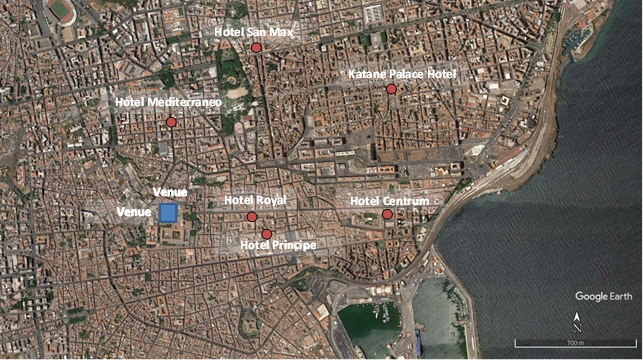 Hotel San Max
Katane Palace Hotel
Hotel Mediterraneo
Venue
Venue
Hotel Royal
Hotel Centrum
Hotel Principe
Google Earth
N
700 m